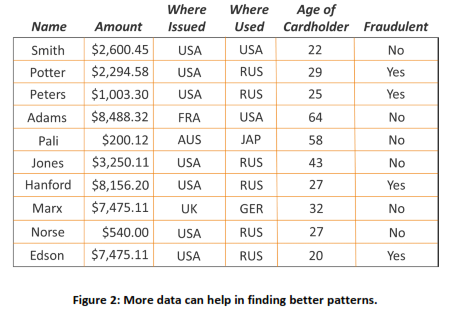 Name Amount Where Issued Where Used Age of Cardholder Fraudulent
Smith $2,600.45 USA USA 22 No
Potter $2,294.58 USA RUS 29 Yes
Peters $1,003.30 USA RUS 25 Yes
Adams $8,488.32 FRA USA 64 No
Pali $200.12 AUS JAP 58 No
Jones $3,250.11 USA RUS 43 No
Hanford $8,156.20 USA RUS 27 Yes
Marx $7,475.11 UK GER 32 No
Norse $540.00 USA RUS 27 No
Edson $7,475.11 USA RUS 20 Yes
Figure 2: More data can help in finding better patterns.